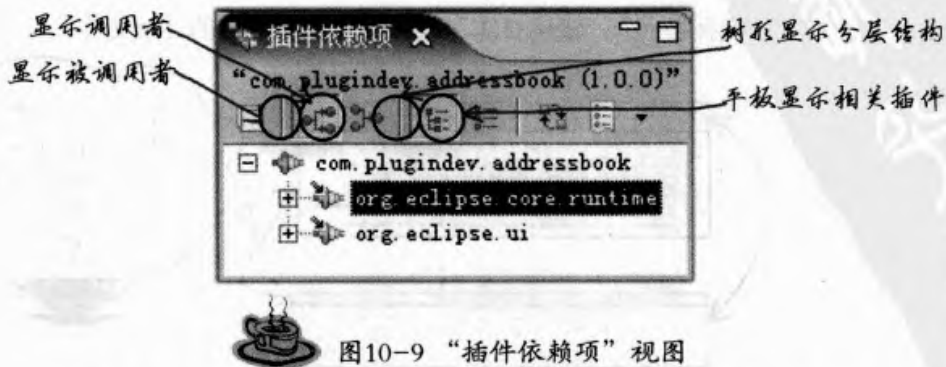 显示调用者
显示被调用者
插件依赖项
树形显示分层结构
“com.plugindev.addressbook (1.0.0)”
平板显示相关插件
com.plugindev.addressbook
org.eclipse.core.runtime
org.eclipse.ui
图10-9 “插件依赖项”视图